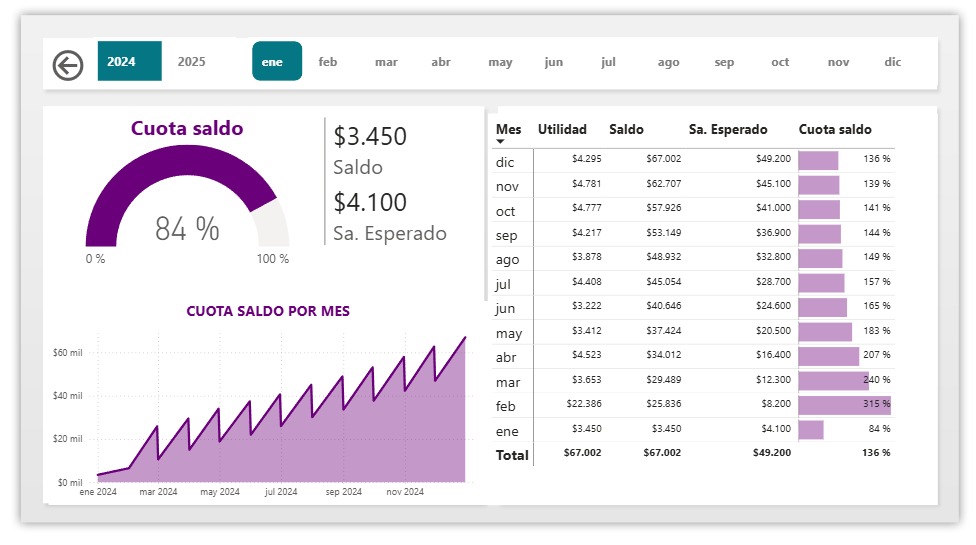 2024 2025 ene feb mar abr may jun jul ago sep oct nov dic
Cuota saldo
84 %
0 % 100 %
$3.450
Saldo
$4.100
Sa. Esperado
CUOTA SALDO POR MES
$60 mil
$40 mil
$20 mil
$0 mil
ene 2024 mar 2024 may 2024 jul 2024 sep 2024 nov 2024
Mes Utilidad Saldo Sa. Esperado Cuota saldo
dic $4.295 $67.002 $49.200 136 %
nov $4.781 $62.707 $45.100 139 %
oct $4.777 $57.926 $41.000 141 %
sep $4.217 $53.149 $36.900 144 %
ago $3.878 $48.932 $32.800 149 %
jul $4.408 $45.054 $28.700 157 %
jun $3.222 $40.646 $24.600 165 %
may $3.412 $37.424 $20.500 183 %
abr $4.523 $34.012 $16.400 207 %
mar $3.653 $29.489 $12.300 240 %
feb $22.386 $25.836 $8.200 315 %
ene $3.450 $3.450 $4.100 84 %
Total $67.002 $67.002 $49.200 136 %